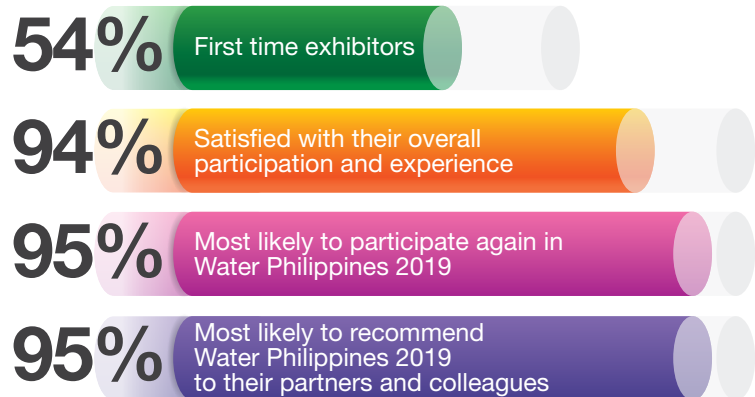 54% First time exhibitors
94% Satisfied with their overall
participation and experience
95% Most likely to participate again in
Water Philippines 2019
95% Most likely to recommend
Water Philippines 2019
to their partners and colleagues